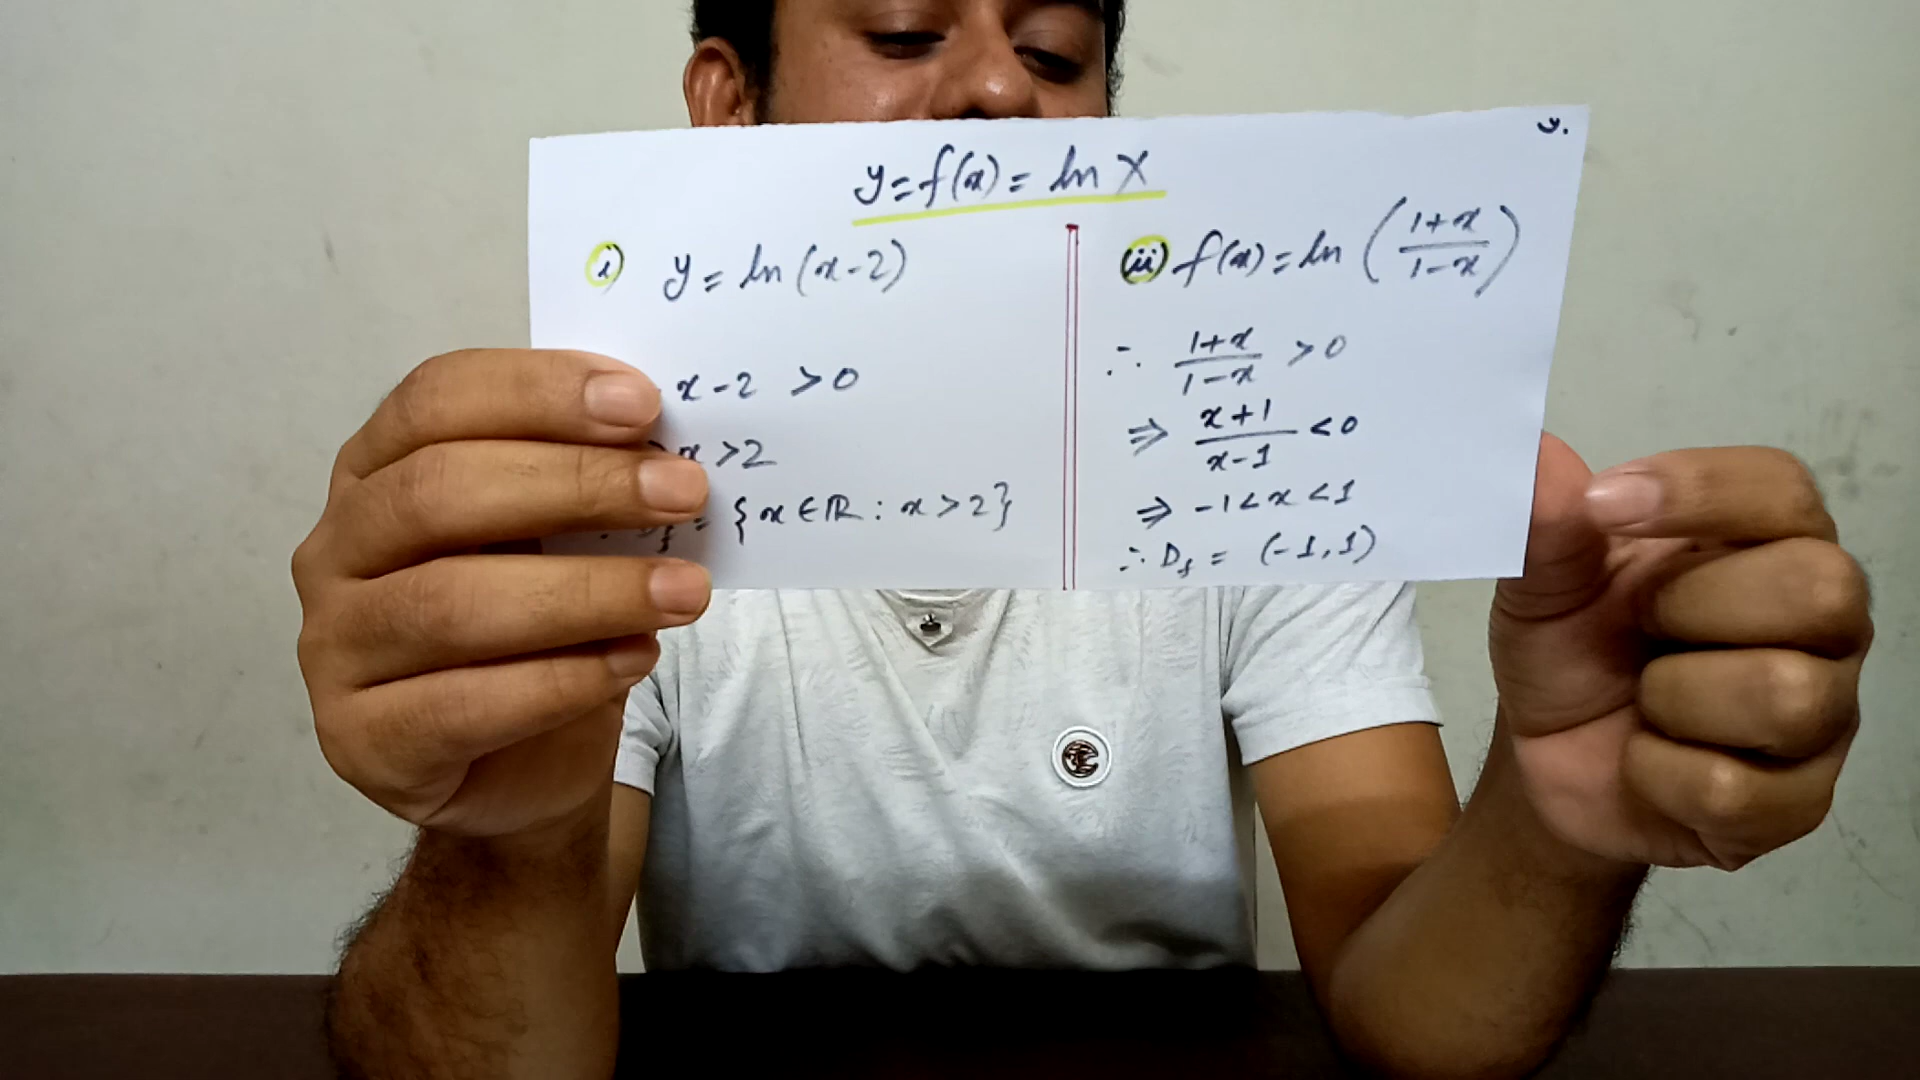 y.
y = f(x) = ln X
i) y = ln (x-2)
x-2 > 0
x > 2
= {x ∈ ℝ : x > 2}
(ii) f(x) = ln (1+x / 1-x)
∴ 1+x / 1-x > 0
⇒ x+1 / x-1 < 0
⇒ -1 < x < 1
∴ D_f = (-1, 1)